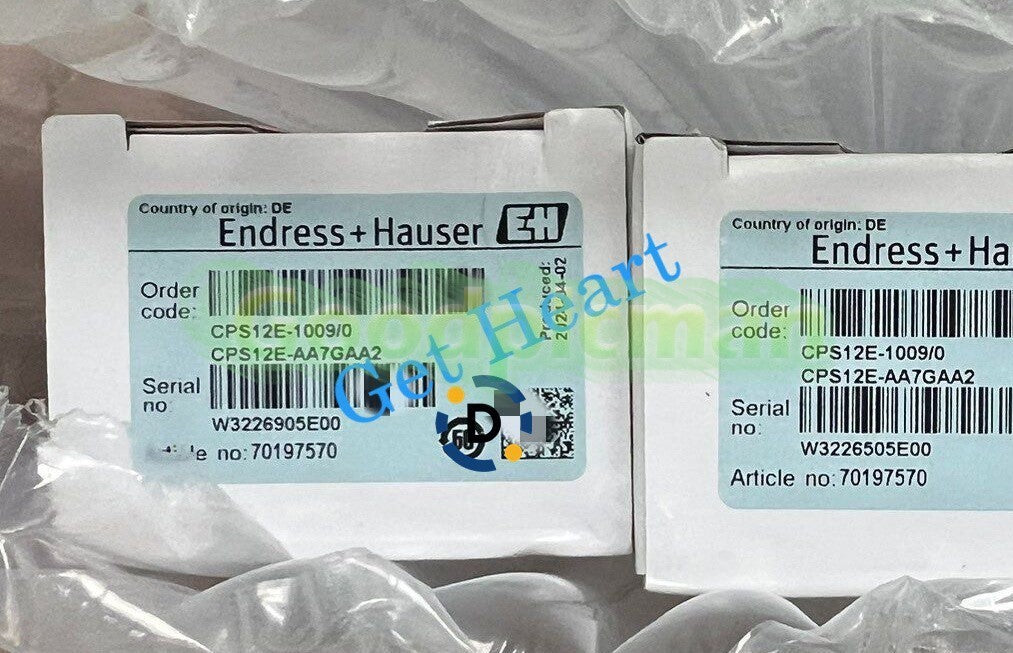 Country of origin: DE
Endress+Hauser EH
Order code:
CPS12E-1009/0
CPS12E-AA7GAA2
Serial no:
W3226905E00
no: 70197570
Get Heart
D
Country of origin: DE
Endress+Ha
Order code:
CPS12E-1009/0
CPS12E-AA7GAA2
Serial no:
W3226505E00
Article no: 70197570